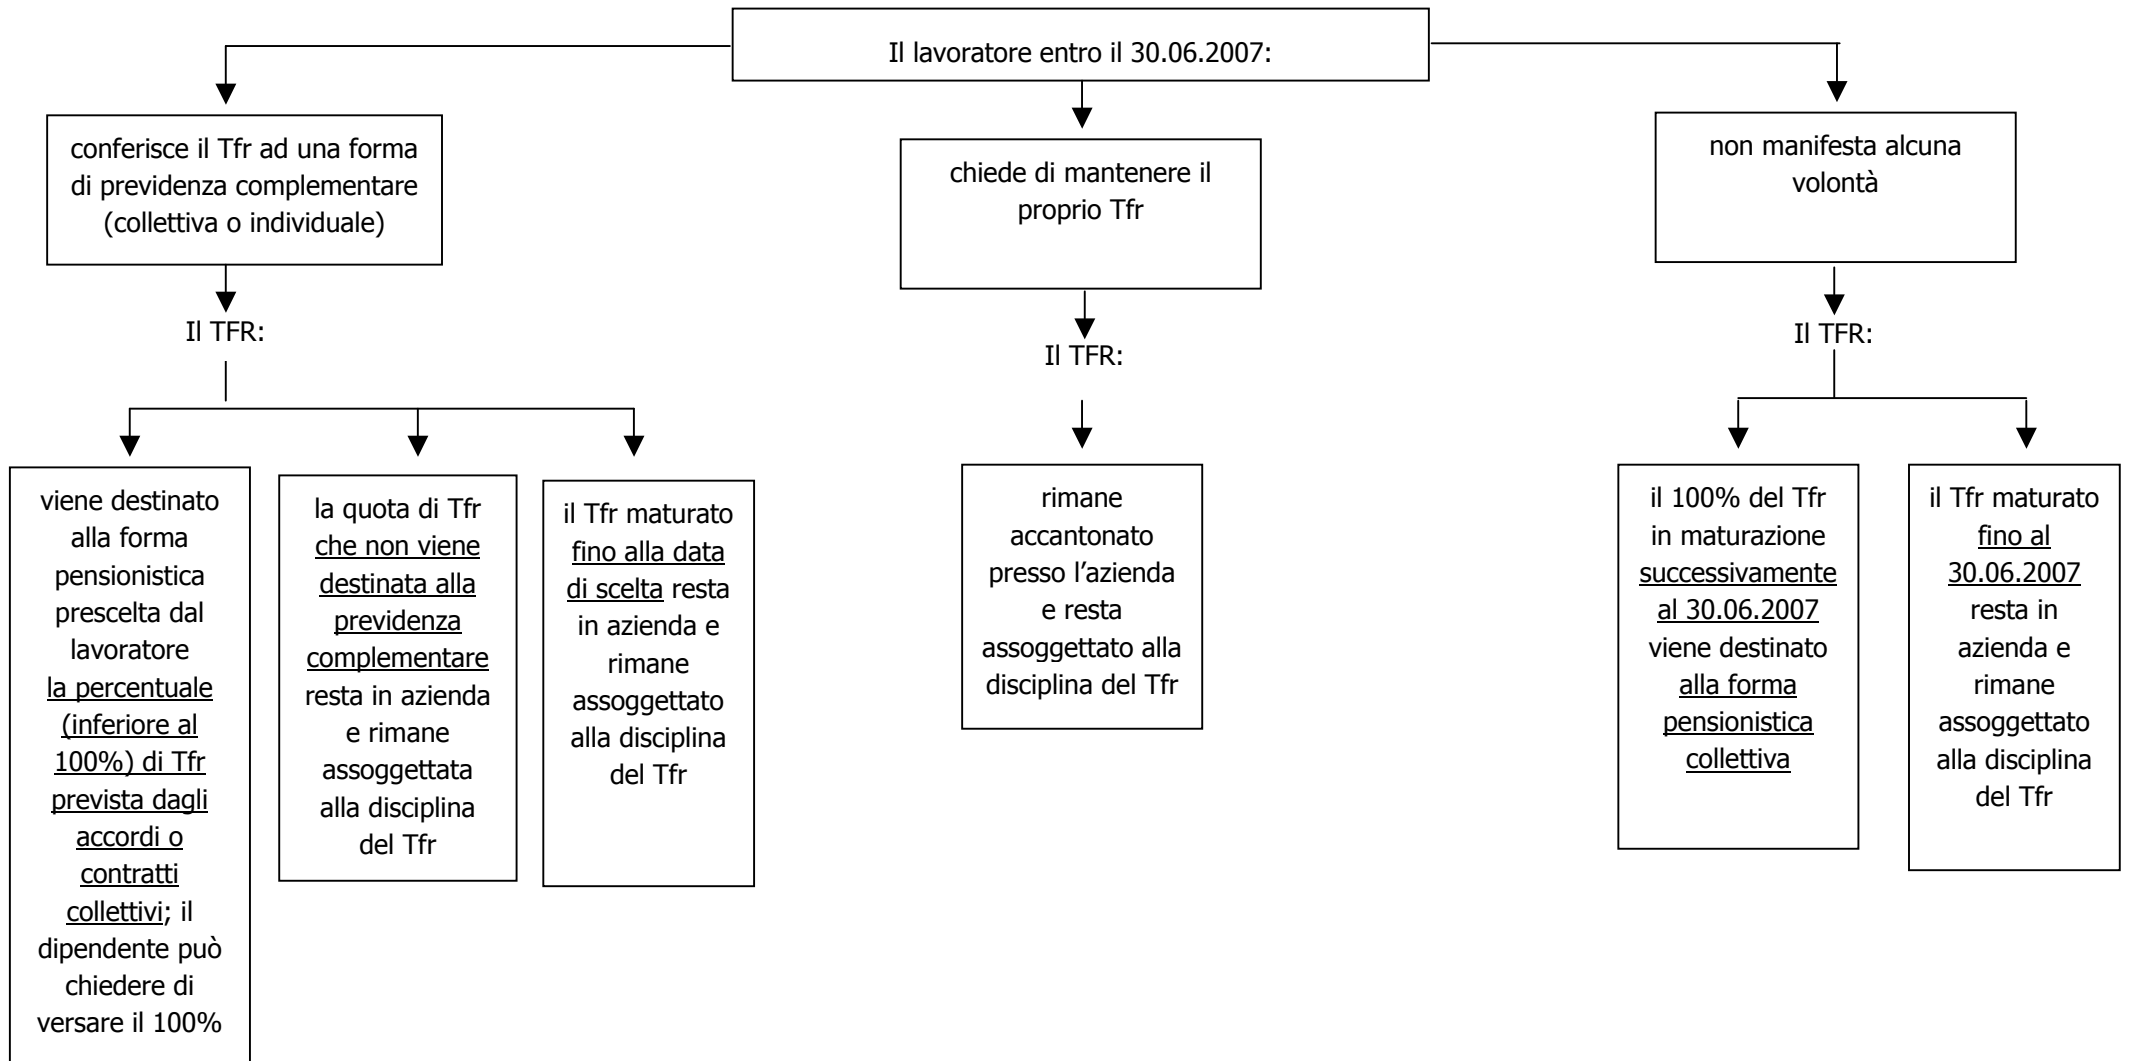 Il lavoratore entro il 30.06.2007:
conferisce il Tfr ad una forma
di previdenza complementare
(collettiva o individuale)
chiede di mantenere il
proprio Tfr
non manifesta alcuna
volontà
Il TFR:
Il TFR:
Il TFR:
viene destinato
alla forma
pensionistica
prescelta dal
lavoratore
la percentuale
(inferiore al
100%) di Tfr
prevista dagli
accordi o
contratti
collettivi; il
dipendente può
chiedere di
versare il 100%
la quota di Tfr
che non viene
destinata alla
previdenza
complementare
resta in azienda
e rimane
assoggettata
alla disciplina
del Tfr
il Tfr maturato
fino alla data
di scelta resta
in azienda e
rimane
assoggettato
alla disciplina
del Tfr
rimane
accantonato
presso l’azienda
e resta
assoggettato alla
disciplina del Tfr
il 100% del Tfr
in maturazione
successivamente
al 30.06.2007
viene destinato
alla forma
pensionistica
collettiva
il Tfr maturato
fino al
30.06.2007
resta in
azienda e
rimane
assoggettato
alla disciplina
del Tfr